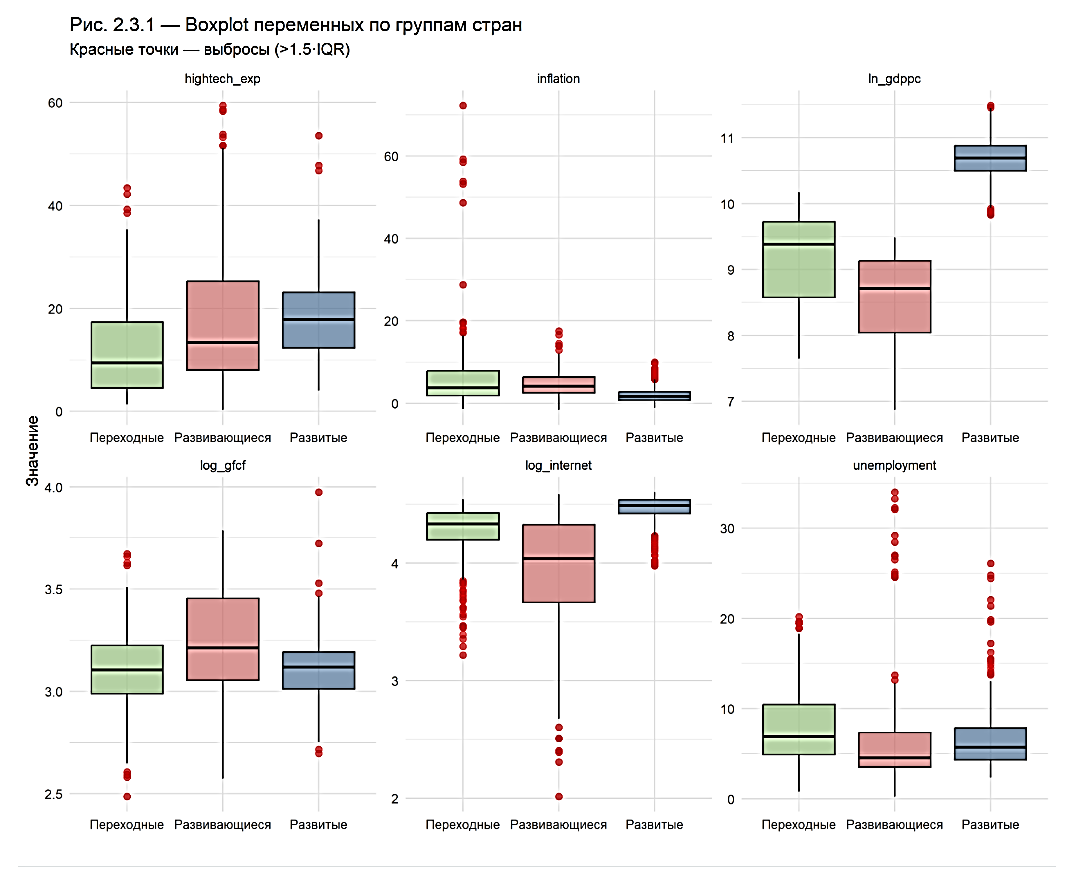 Рис. 2.3.1 — Boxplot переменных по группам стран
Красные точки — выбросы (>1.5·IQR)
hightech_exp
inflation
ln_gdppc
60
40
20
0
60
40
20
0
11
10
9
8
7
Переходные Развивающиеся Развитые
Переходные Развивающиеся Развитые
Переходные Развивающиеся Развитые
Значение
log_gfcf
log_internet
unemployment
4.0
3.5
3.0
2.5
4
3
2
30
20
10
0
Переходные Развивающиеся Развитые
Переходные Развивающиеся Развитые
Переходные Развивающиеся Развитые